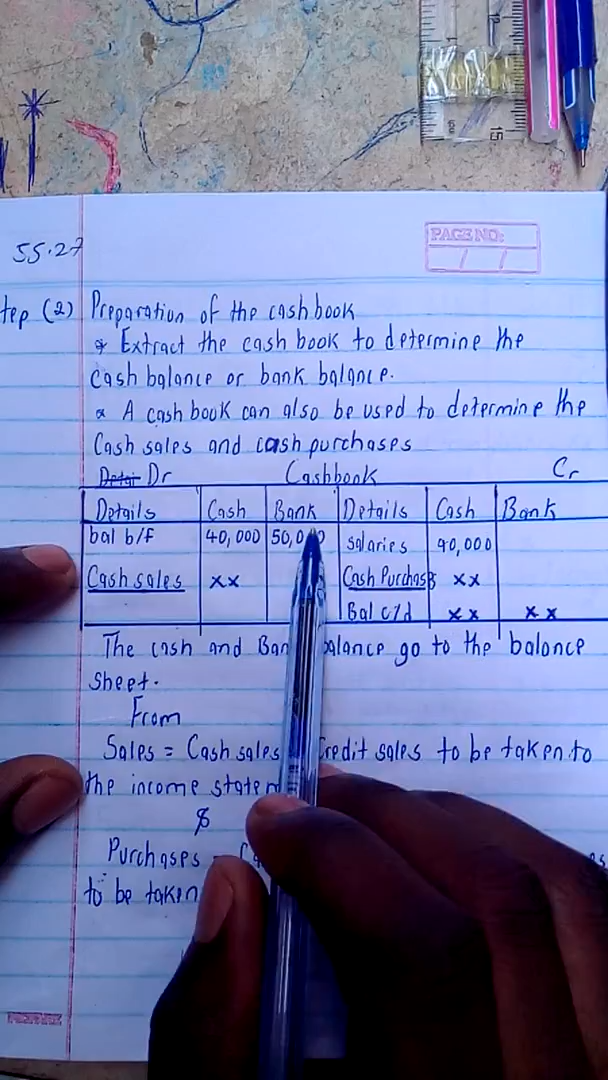 55.27
PAGE NO:
tep (2) Preparation of the cash book
* Extract the cash book to determine the
cash balance or bank balance.
* A cash book can also be used to determine the
Cash sales and cash purchases
Detai Dr Cashbook Cr
Details Cash Bank Details Cash Bank
bal b/f 40,000 salaries 90,000
Cash sales xx Cash Purchases xx
Bal c/d xx xx
The cash and balance go to the balance
sheet.
From
Sales = Cash sales Credit sales to be taken to
the income
$
Purchases =
to be taken